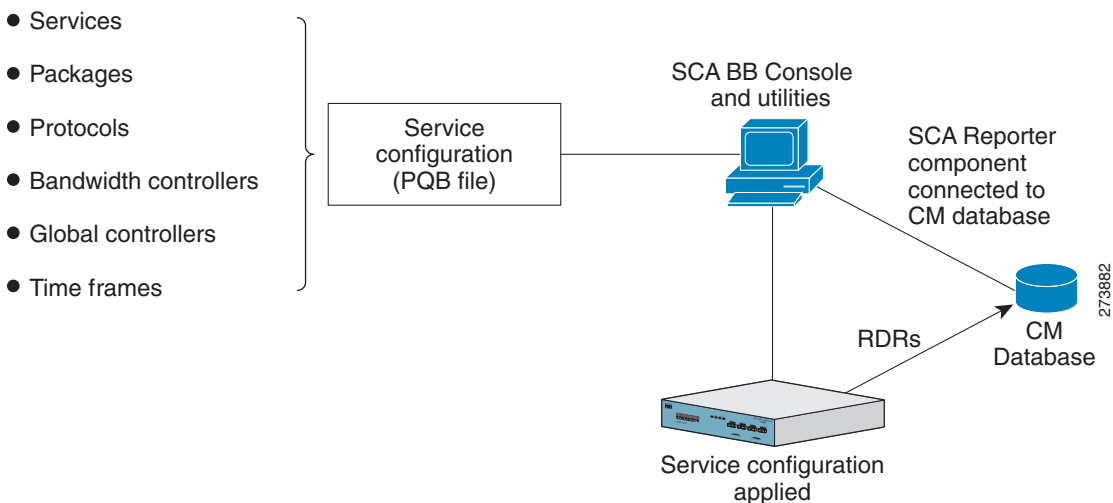 Services
Packages
Protocols
Bandwidth controllers
Global controllers
Time frames
Service
configuration
(PQB file)
SCA BB Console
and utilities
SCA Reporter
component
connected to
CM database
273882
CM
Database
RDRs
Service configuration
applied